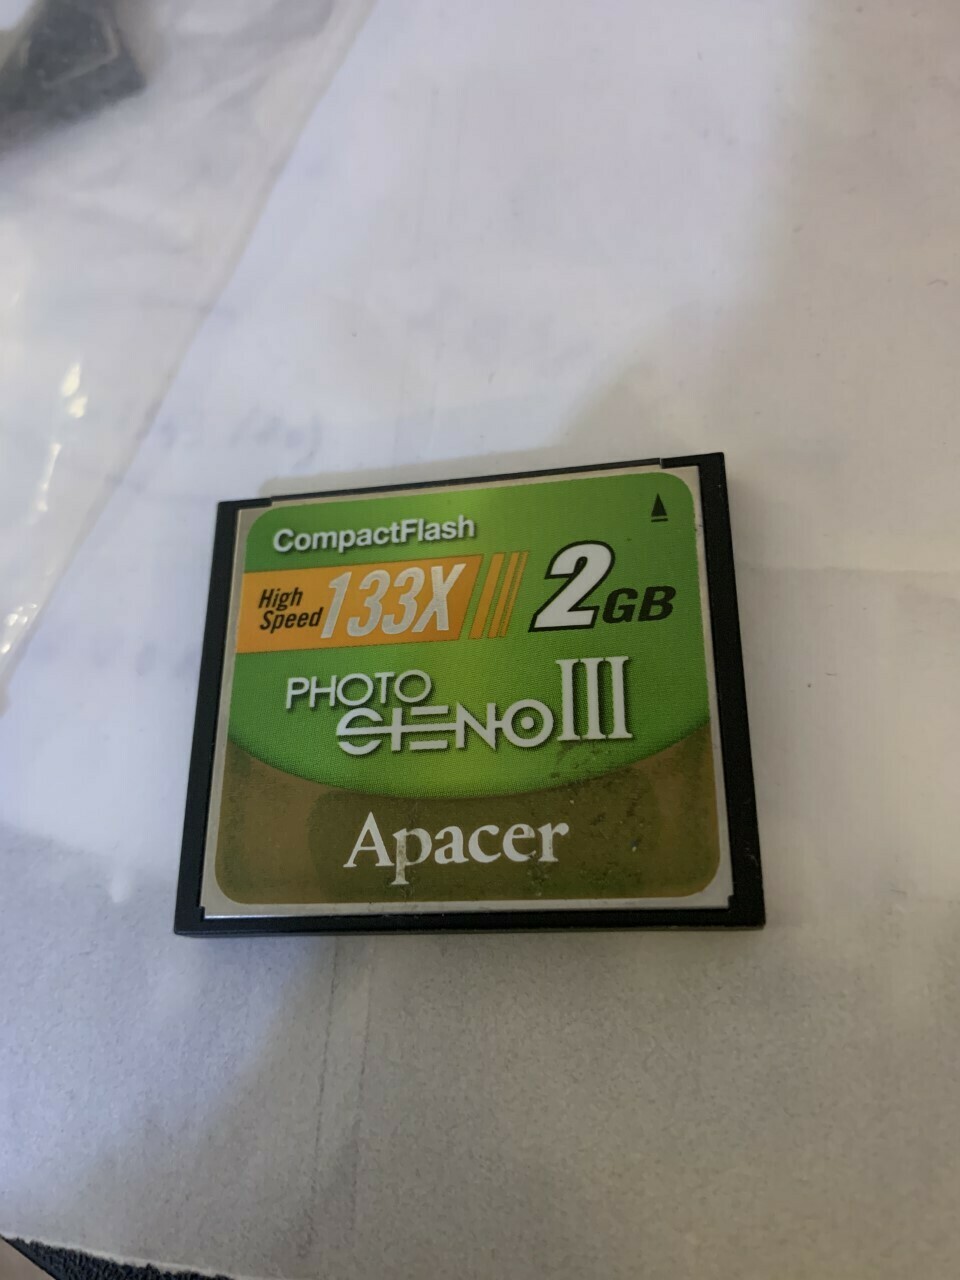 CompactFlash
High Speed 133X 2GB
PHOTO
STENO III
Apacer